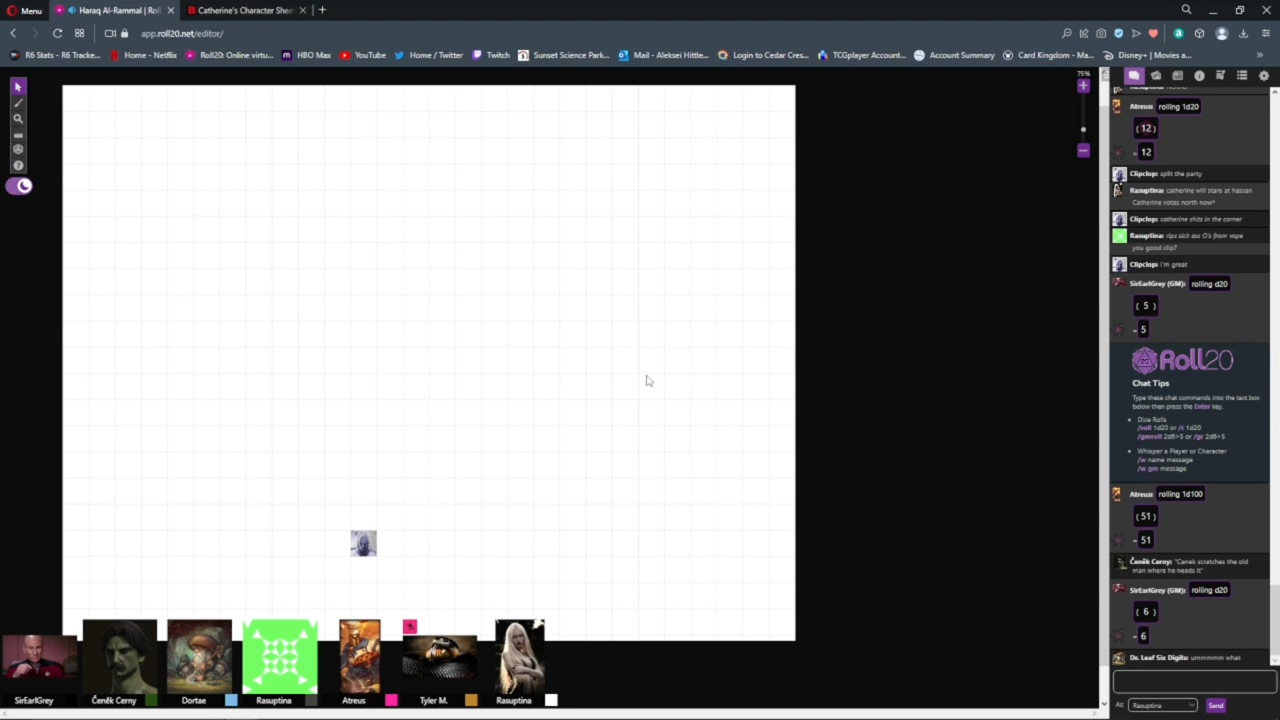 Menu
Haraq Al-Rammal | Roll
Catherine's Character Shee
app.roll20.net/editor/
R6 Stats - R6 Tracke...
Home - Netflix
Roll20: Online virtu...
HBO Max
YouTube
Home / Twitter
Twitch
Sunset Science Park...
Mail - Aleksei Hittle...
Login to Cedar Cres...
TCGplayer Account...
Account Summary
Card Kingdom - Ma...
Disney+ | Movies a...
75%
Atreus: rolling 1d20
(12)
= 12
Clipclop: split the party
Rasuptina: catherine will stare at hassan
Catherine votes north now*
Clipclop: catherine shits in the corner
Rasuptina: rips sick ass O's from vape
you good clip?
Clipclop: I'm great
SirEarlGrey (GM): rolling d20
( 5 )
= 5
Roll20
Chat Tips
Type these chat commands into the text box
below then press the Enter key.
• Dice Rolls
/roll 1d20 or /r 1d20
/gmroll 2d6>5 or /gr 2d6>5
• Whisper a Player or Character
/w name message
/w gm message
Atreus: rolling 1d100
(51)
= 51
Čeněk Cerny: "Cenek scratches the old
man where he needs it"
SirEarlGrey (GM): rolling d20
( 6 )
= 6
Dr. Leaf Six Digits: ummmmm what
SirEarlGrey
Čeněk Cerny
Dortae
Rasuptina
Atreus
Tyler M.
Rasuptina
As: Rasuptina
Send